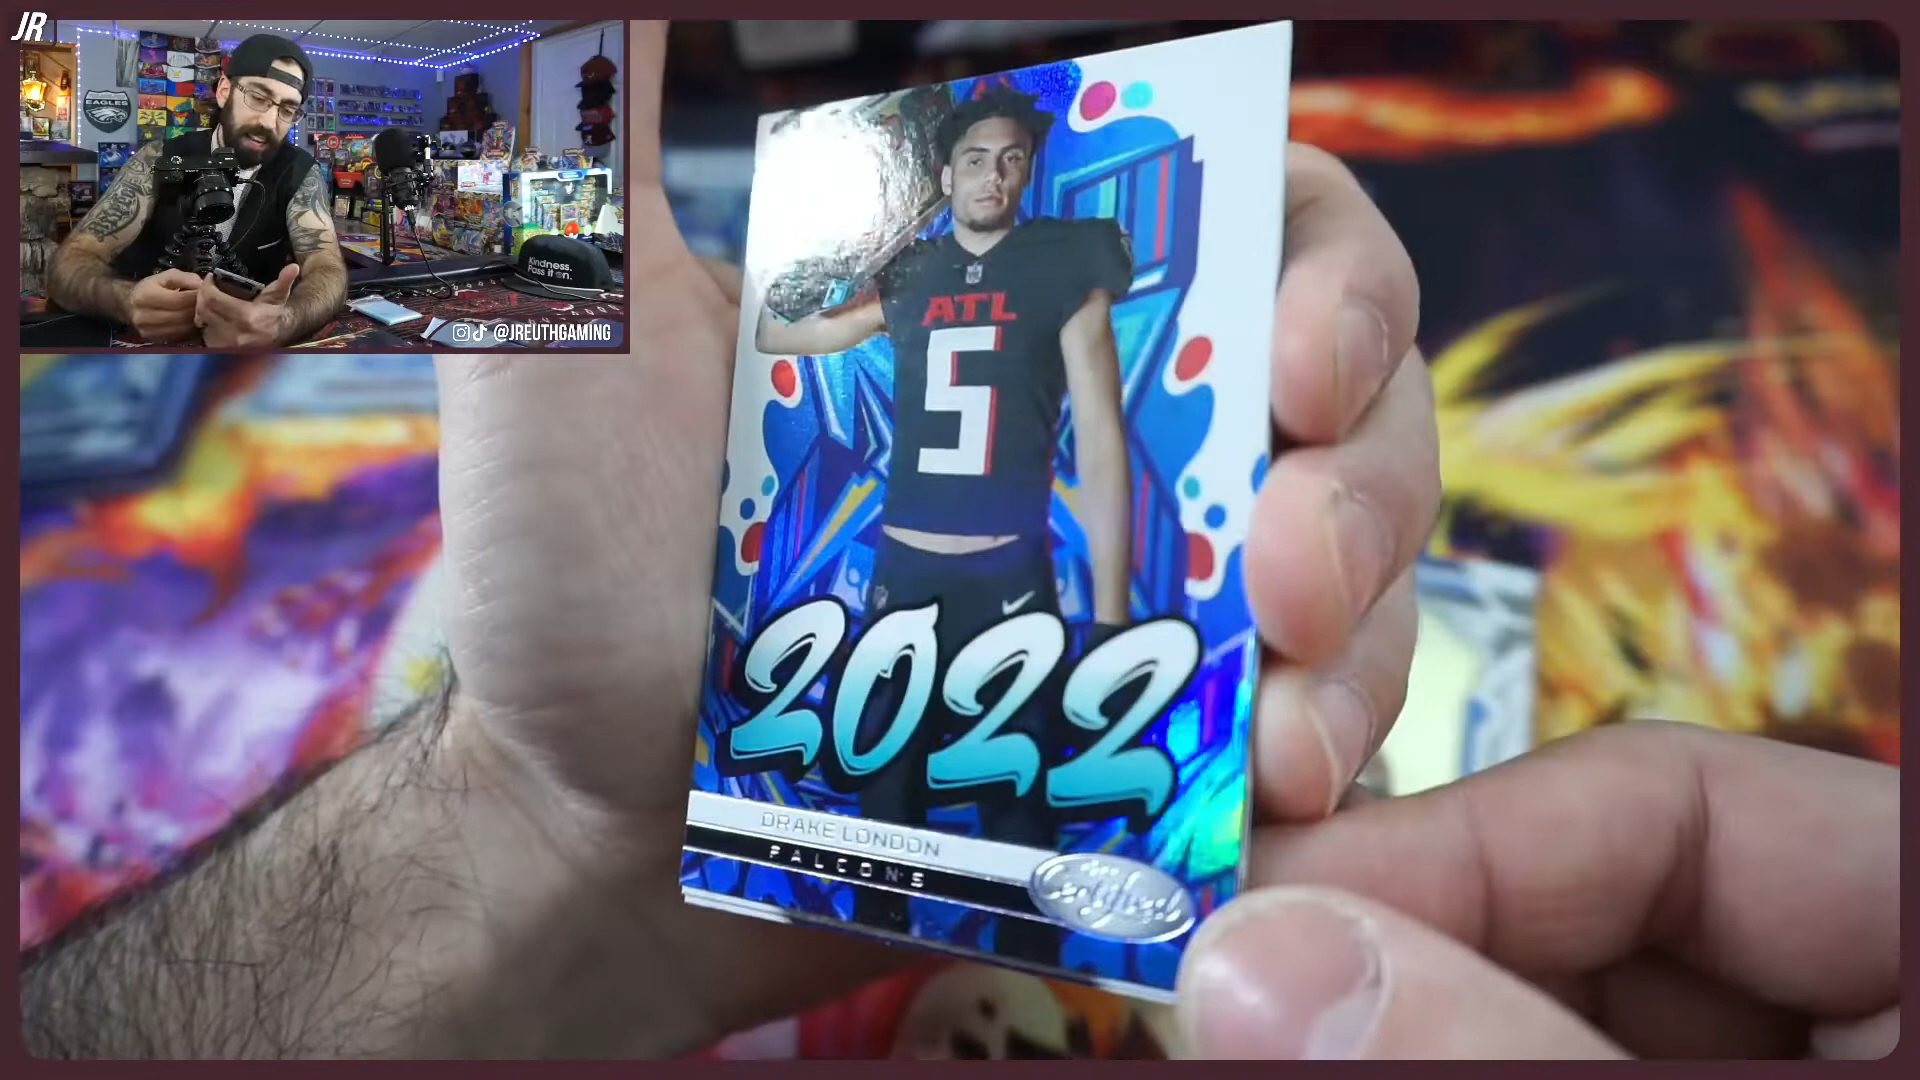 JR
EAGLES
Kindness.
Pass it on.
@JREUTHGAMING
ATL
5
2022
DRAKE LONDON
FALCONS
Certified